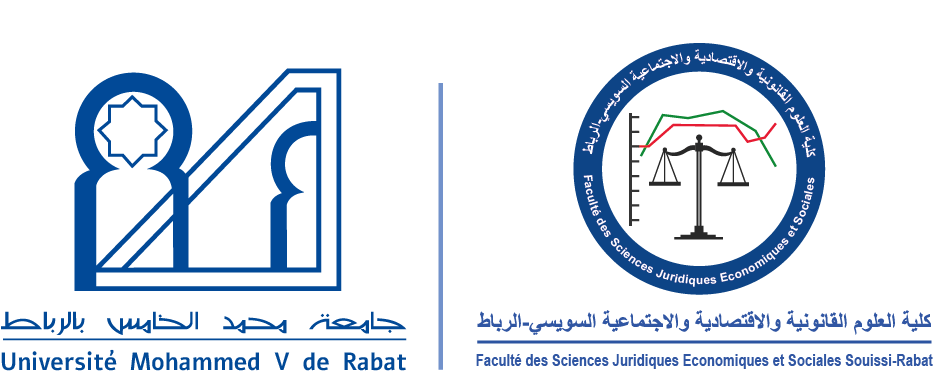 جامعة محمد الخامس بالرباط
Université Mohammed V de Rabat
كلية العلوم القانونية والاقتصادية والاجتماعية السويسي-الرباط
Faculté des Sciences Juridiques Economiques et Sociales
كلية العلوم القانونية والاقتصادية والاجتماعية السويسي-الرباط
Faculté des Sciences Juridiques Economiques et Sociales Souissi-Rabat